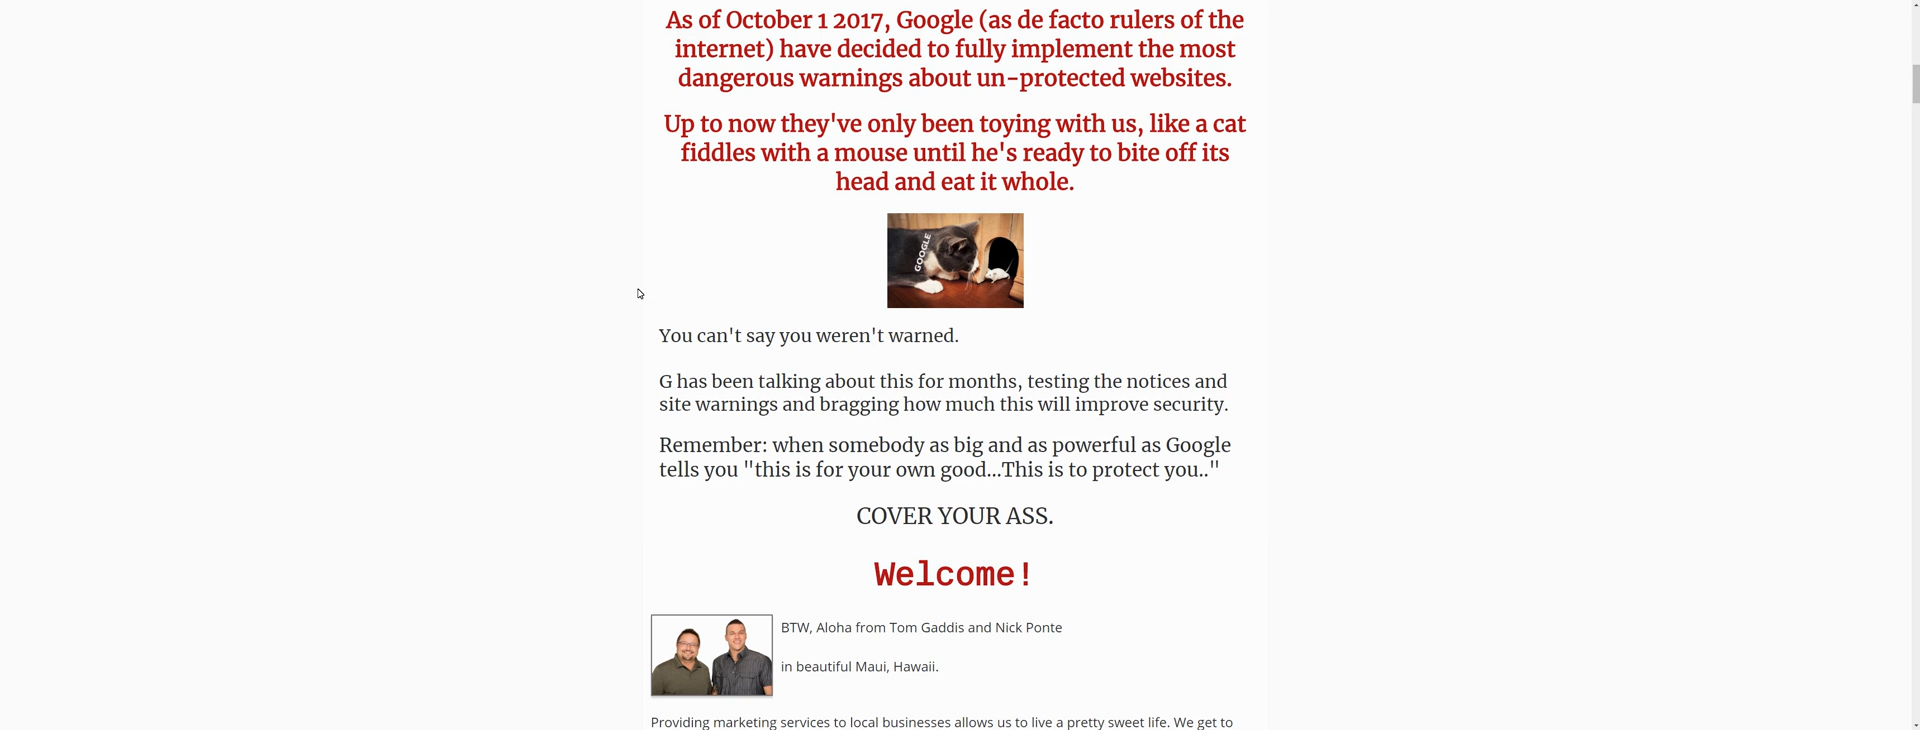 As of October 1 2017, Google (as de facto rulers of the
internet) have decided to fully implement the most
dangerous warnings about un-protected websites.
Up to now they've only been toying with us, like a cat
fiddles with a mouse until he's ready to bite off its
head and eat it whole.
GOOGLE
You can't say you weren't warned.
G has been talking about this for months, testing the notices and
site warnings and bragging how much this will improve security.
Remember: when somebody as big and as powerful as Google
tells you "this is for your own good...This is to protect you.."
COVER YOUR ASS.
Welcome!
BTW, Aloha from Tom Gaddis and Nick Ponte
in beautiful Maui, Hawaii.
Providing marketing services to local businesses allows us to live a pretty sweet life. We get to